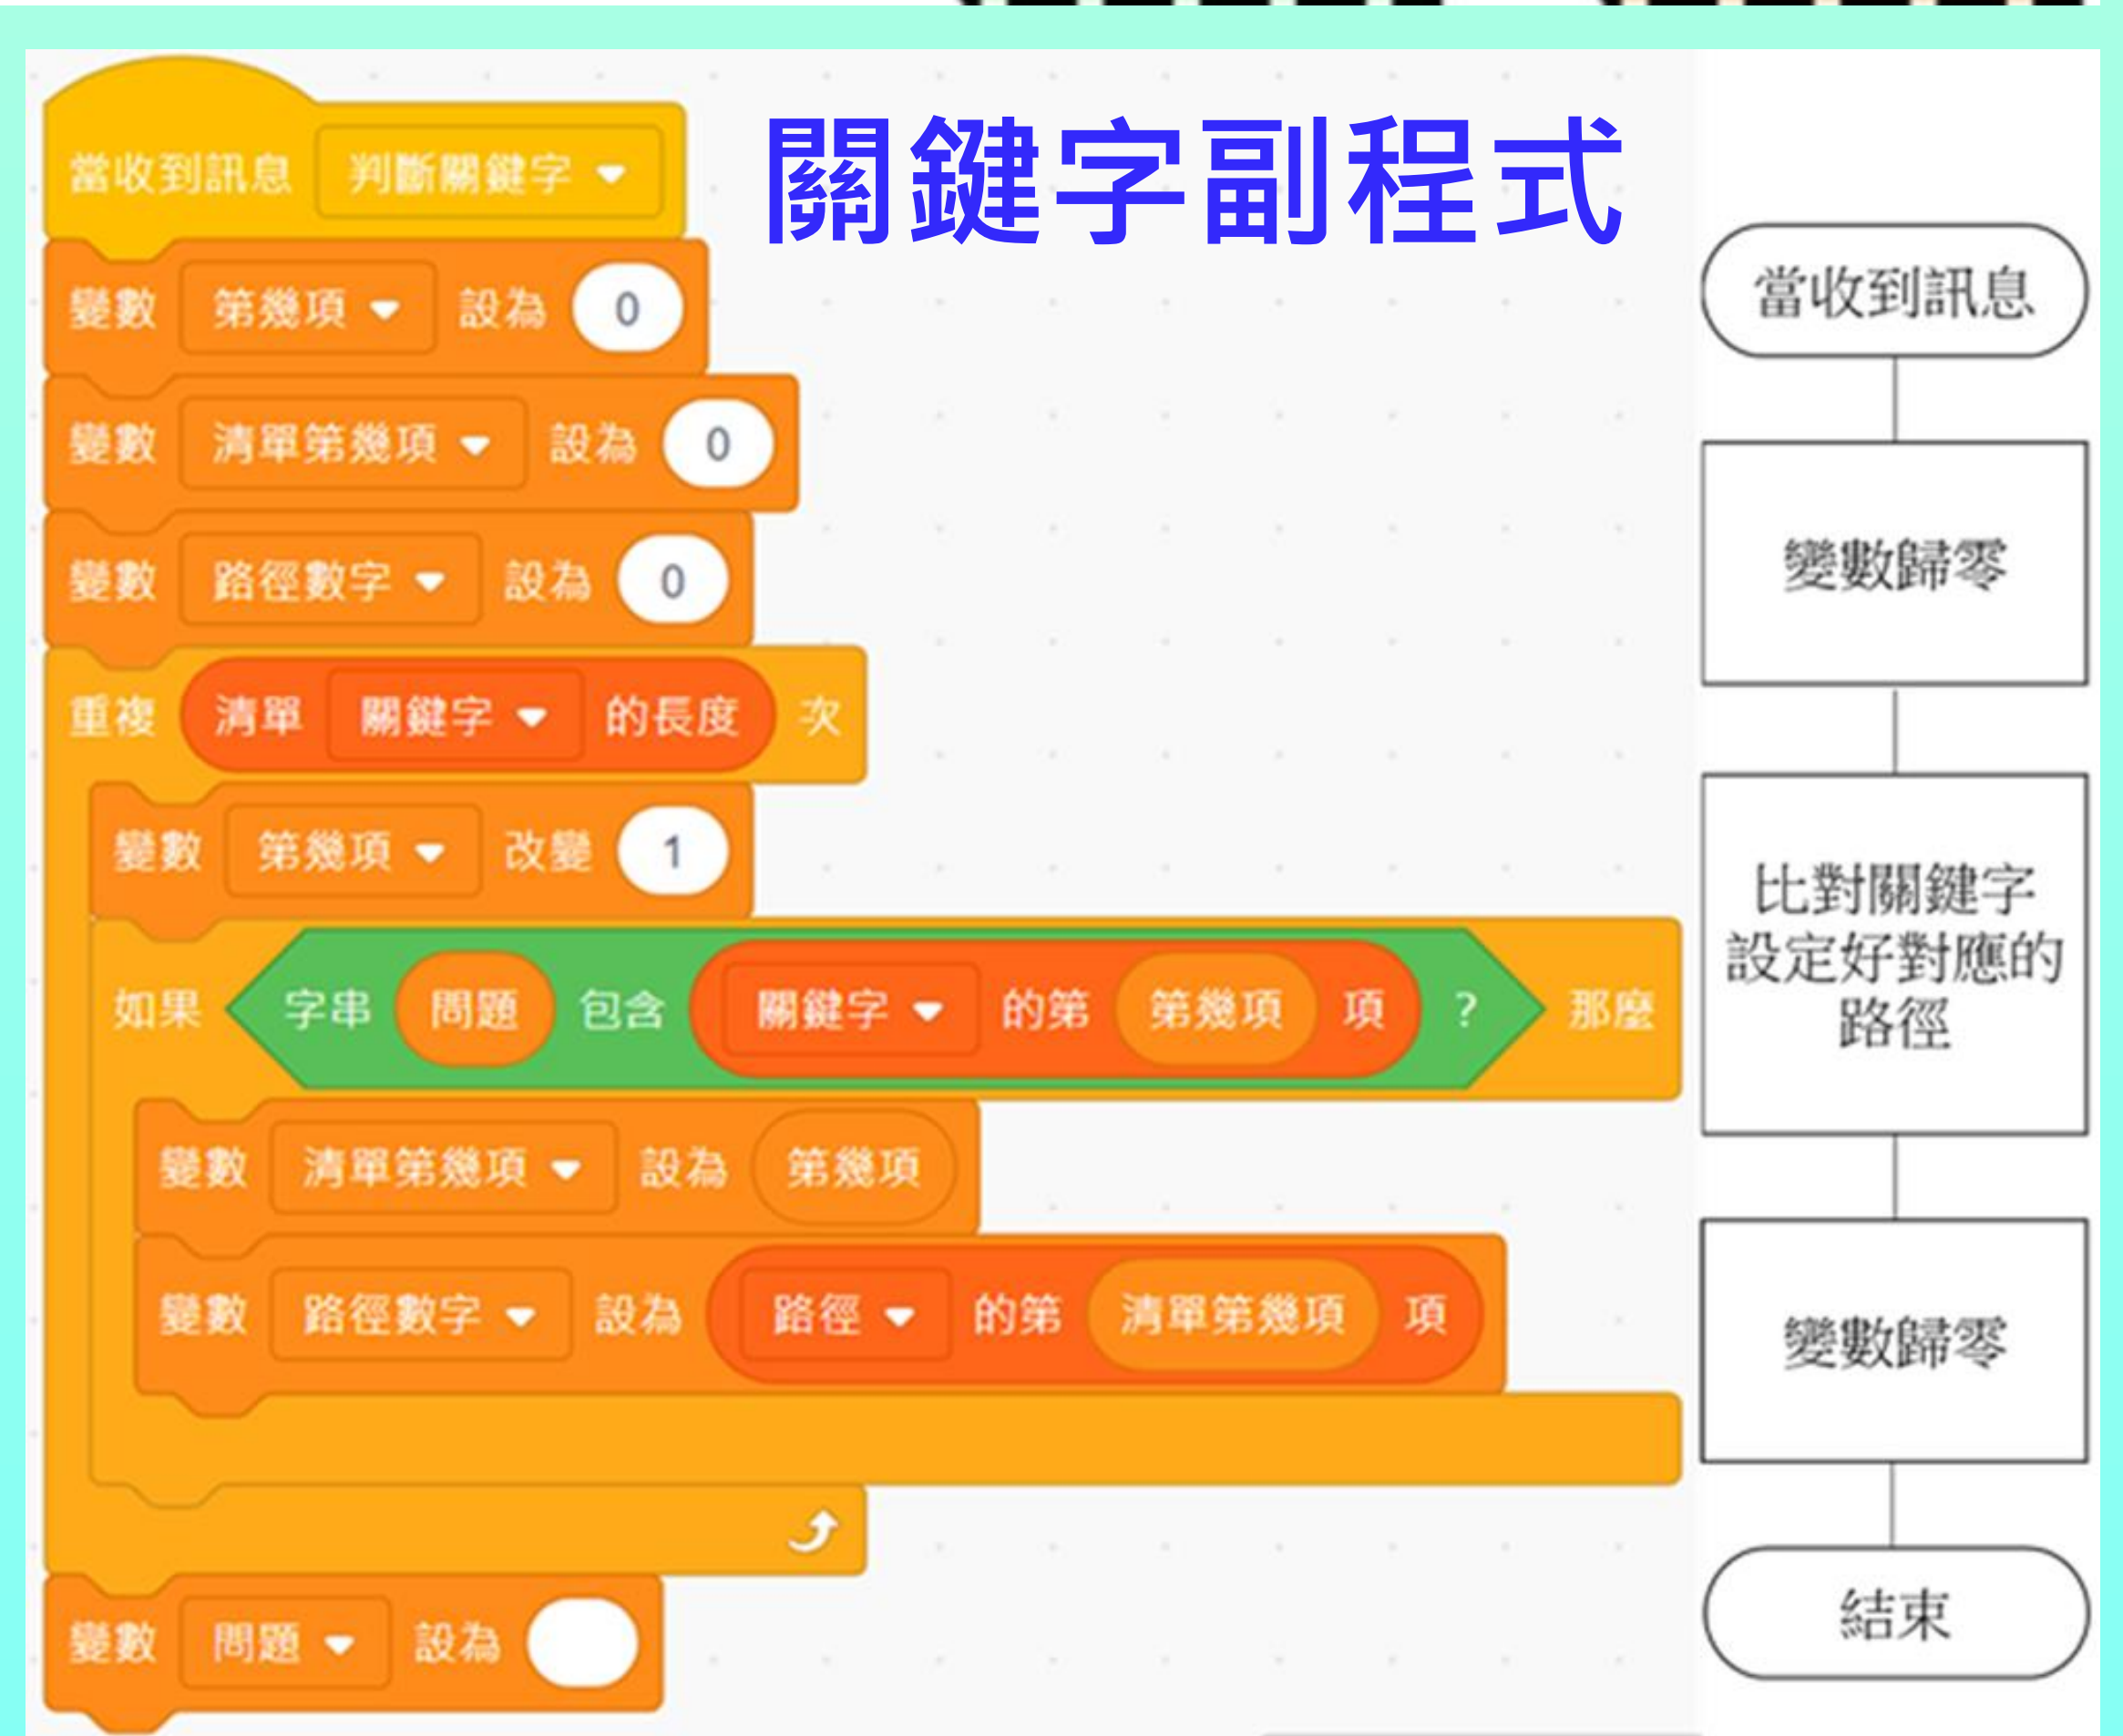 關鍵字副程式
當收到訊息 判斷關鍵字
變數 第幾項 設為 0
變數 清單第幾項 設為 0
變數 路徑數字 設為 0
重複 清單 關鍵字 的長度 次
變數 第幾項 改變 1
如果 字串 問題 包含 關鍵字 的第 第幾項 項 ? 那麼
變數 清單第幾項 設為 第幾項
變數 路徑數字 設為 路徑 的第 清單第幾項 項
變數 問題 設為
當收到訊息
變數歸零
比對關鍵字
設定好對應的
路徑
變數歸零
結束